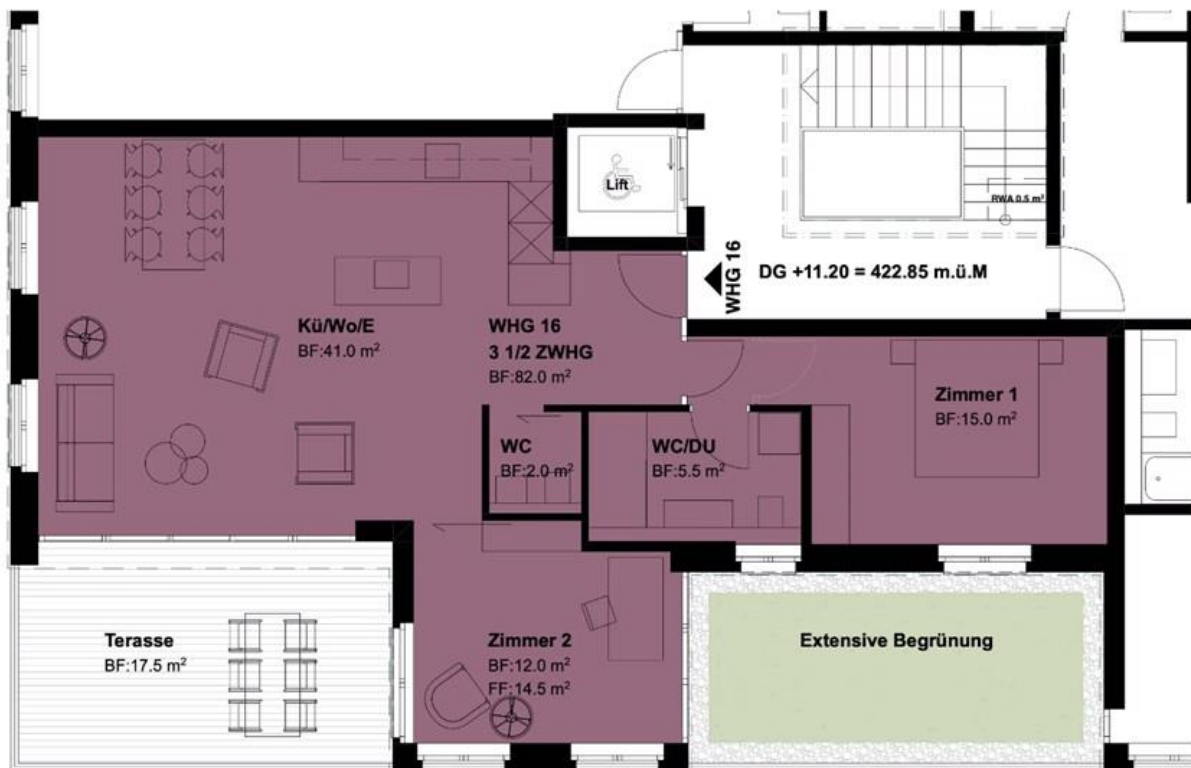 Lift
RWA 0.5 m²
WHG 16
DG +11.20 = 422.85 m.ü.M
Kü/Wo/E
BF:41.0 m²
WHG 16
3 1/2 ZWHG
BF:82.0 m²
Zimmer 1
BF:15.0 m²
WC
BF:2.0 m²
WC/DU
BF:5.5 m²
Terasse
BF:17.5 m²
Zimmer 2
BF:12.0 m²
FF:14.5 m²
Extensive Begrünung